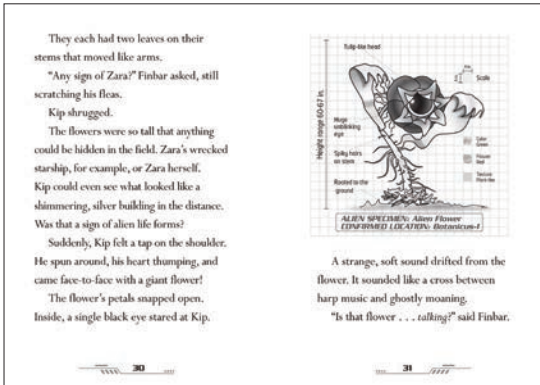 They each had two leaves on their
stems that moved like arms.
“Any sign of Zara?” Finbar asked, still
scratching his fleas.
Kip shrugged.
The flowers were so tall that anything
could be hidden in the field. Zara’s wrecked
starship, for example, or Zara herself.
Kip could even see what looked like a
shimmering, silver building in the distance.
Was that a sign of alien life forms?
Suddenly, Kip felt a tap on the shoulder.
He spun around, his heart thumping, and
came face-to-face with a giant flower!
The flower’s petals snapped open.
Inside, a single black eye stared at Kip.
30
Tulip-like head
Scale
Height range 60-67 in.
Huge
unblinking
eye
Color
Green
Flower
Red
Spiky hairs
on stem
Texture
Rooted to the
ground
ALIEN SPECIMEN: Alien Flower
CONFIRMED LOCATION: Botanicus-1
A strange, soft sound drifted from the
flower. It sounded like a cross between
harp music and ghostly moaning.
“Is that flower . . . talking?” said Finbar.
31